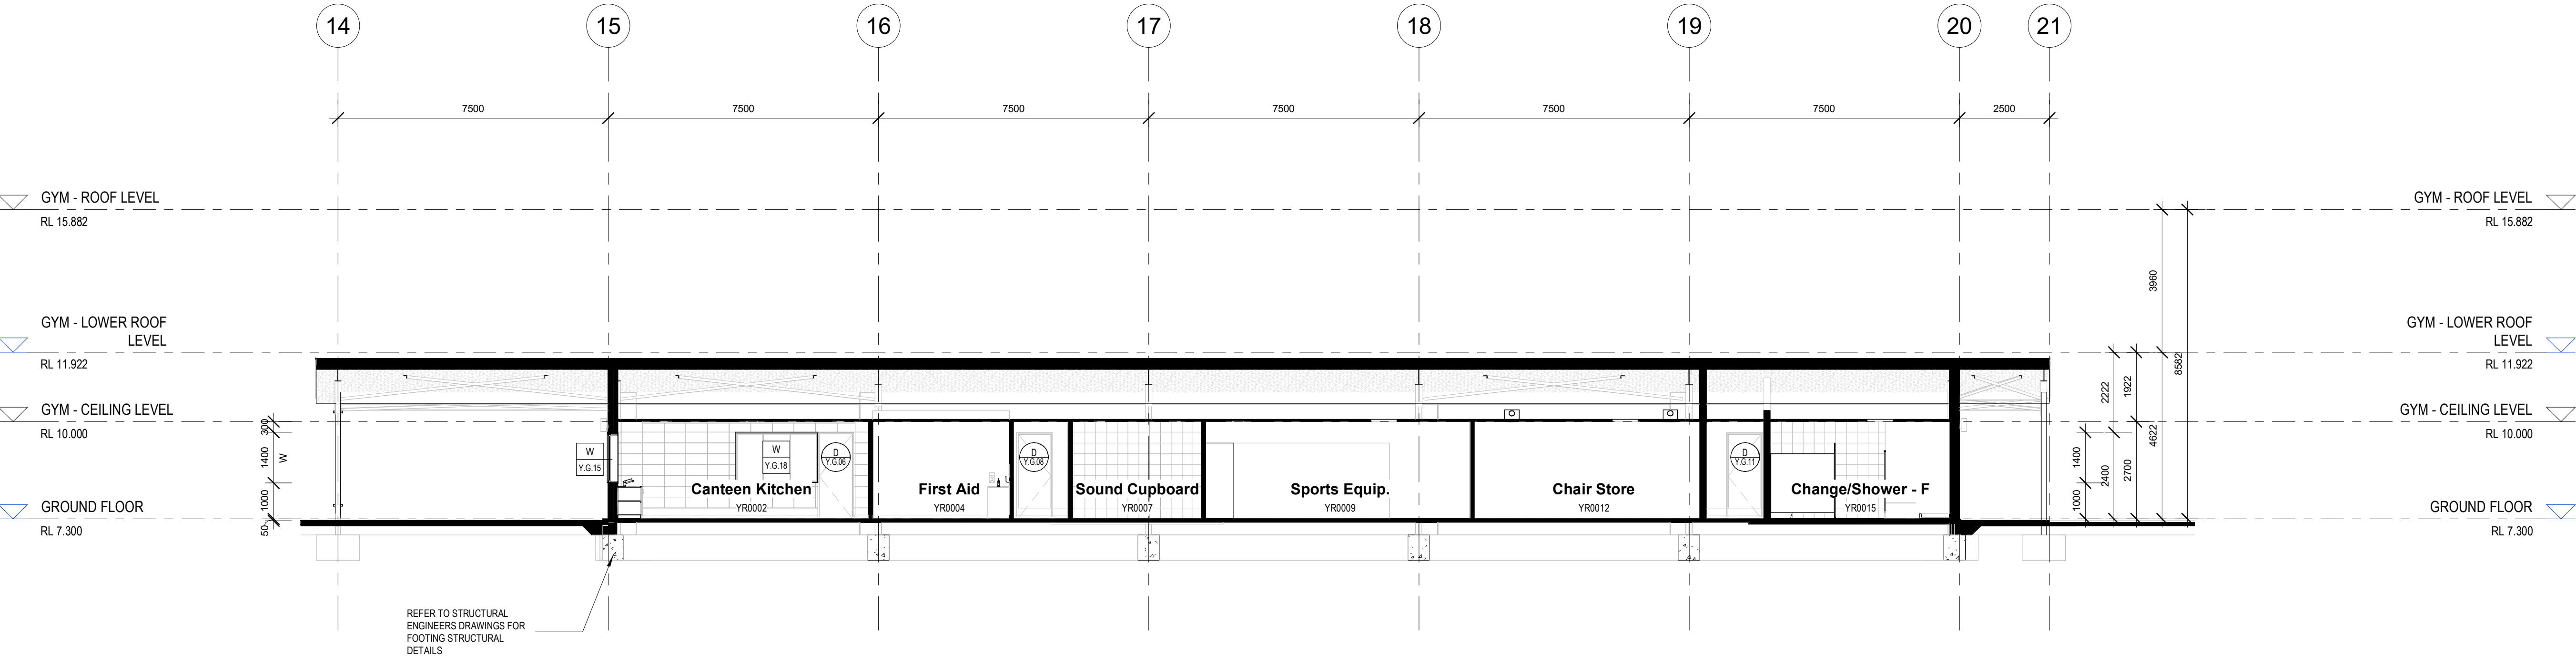 14 15 16 17 18 19 20 21
7500 7500 7500 7500 7500 7500 2500
GYM - ROOF LEVEL
RL 15.882
GYM - ROOF LEVEL
RL 15.882
3960
8582
GYM - LOWER ROOF
LEVEL
RL 11.922
GYM - LOWER ROOF
LEVEL
RL 11.922
2222
1922
4622
GYM - CEILING LEVEL
RL 10.000
GYM - CEILING LEVEL
RL 10.000
300
1400
W
1000
50
1400
1000
2400
2700
W
Y.G.15
W
Y.G.18
D
Y.G.06
D
Y.G.08
D
Y.G.11
Canteen Kitchen
YR0002
First Aid
YR0004
Sound Cupboard
YR0007
Sports Equip.
YR0009
Chair Store
YR0012
Change/Shower - F
YR0015
GROUND FLOOR
RL 7.300
GROUND FLOOR
RL 7.300
REFER TO STRUCTURAL
ENGINEERS DRAWINGS FOR
FOOTING STRUCTURAL
DETAILS